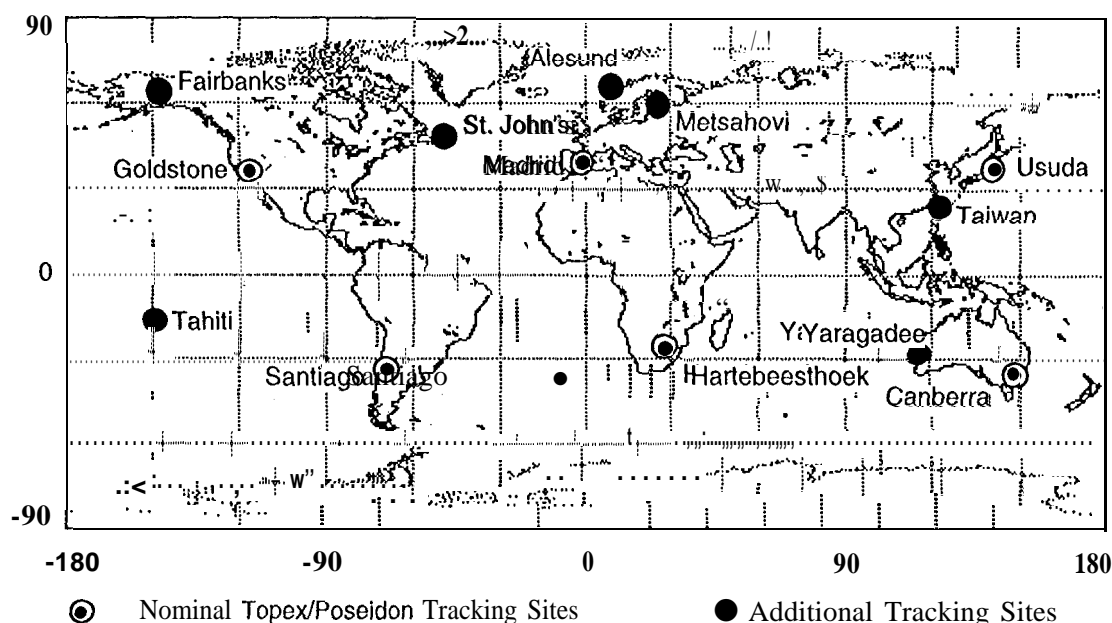 90
Alesund
Fairbanks
St. John's
Metsahovi
Goldstone
Madrid
Usuda
Taiwan
0
Tahiti
Yaragadee
Santiago
Hartebeesthoek
Canberra
-90
-180 -90 0 90 180
Nominal Topex/Poseidon Tracking Sites
Additional Tracking Sites